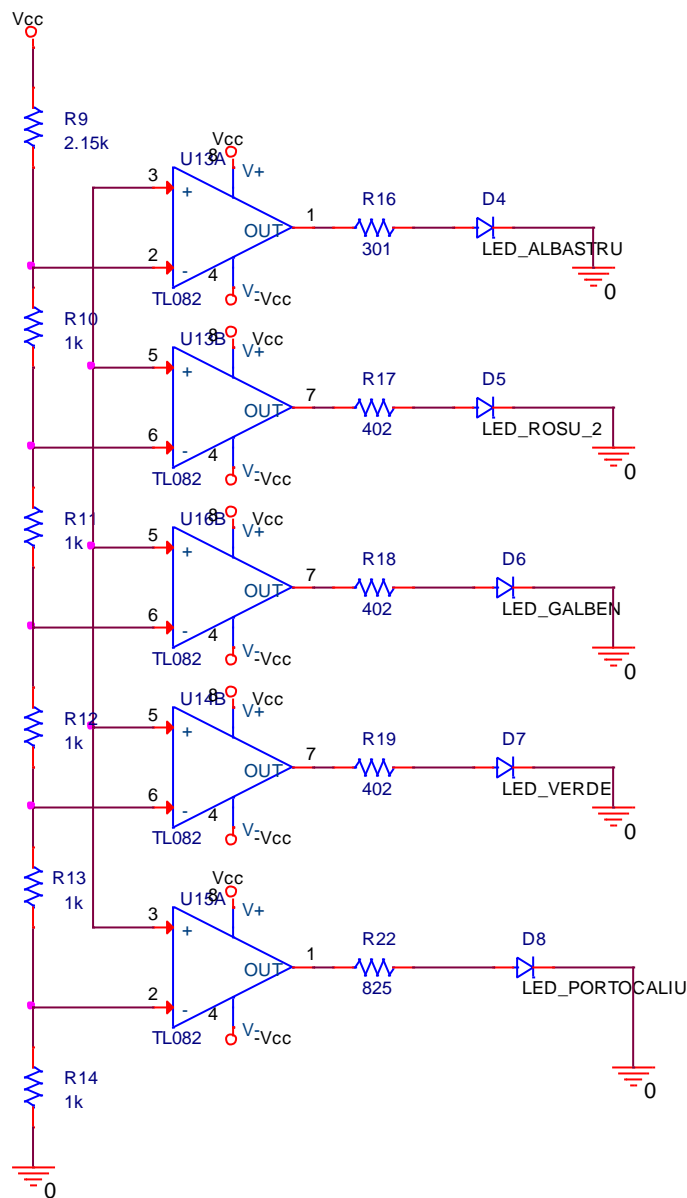 Vcc
R9
2.15k
U13A
Vcc
8
V+
3
+
1
OUT
2
-
4
TL082
V-
-Vcc
R16
301
D4
LED_ALBASTRU
0
R10
1k
U13B
8
Vcc
V+
5
+
7
OUT
6
-
4
TL082
V-
-Vcc
R17
402
D5
LED_ROSU_2
0
R11
1k
U16B
8
Vcc
V+
5
+
7
OUT
6
-
4
TL082
V-
-Vcc
R18
402
D6
LED_GALBEN
0
R12
1k
U14B
8
Vcc
V+
5
+
7
OUT
6
-
4
TL082
V-
-Vcc
R19
402
D7
LED_VERDE
0
R13
1k
U15A
Vcc
8
V+
3
+
1
OUT
2
-
4
TL082
V-
-Vcc
R22
825
D8
LED_PORTOCALIU
0
R14
1k
0